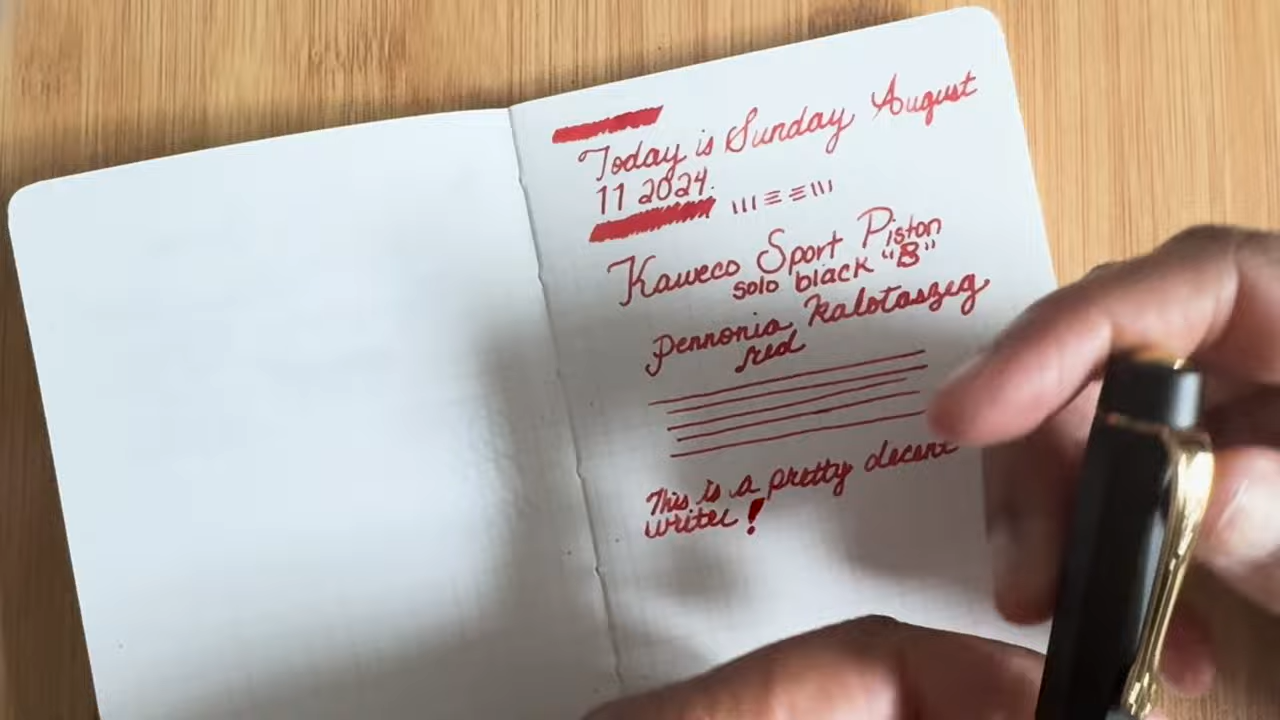 Today is Sunday August
11 2024.
Kaweco Sport Piston
solo black "B"
Pennonia Kalotaszeg
red
This is a pretty decent
writer!